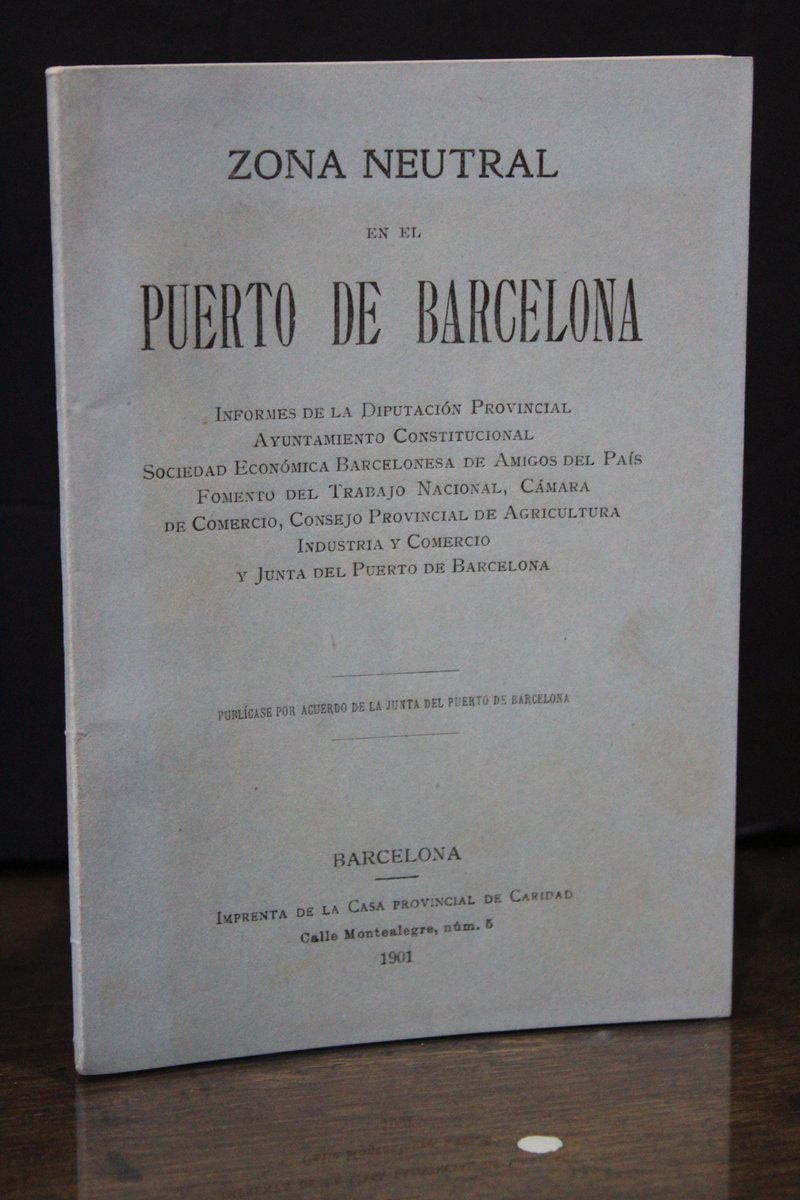 ZONA NEUTRAL
EN EL
PUERTO DE BARCELONA
INFORMES DE LA DIPUTACIÓN PROVINCIAL
AYUNTAMIENTO CONSTITUCIONAL
SOCIEDAD ECONÓMICA BARCELONESA DE AMIGOS DEL PAÍS
FOMENTO DEL TRABAJO NACIONAL, CÁMARA
DE COMERCIO, CONSEJO PROVINCIAL DE AGRICULTURA
INDUSTRIA Y COMERCIO
Y JUNTA DEL PUERTO DE BARCELONA
PUBLÍCASE POR ACUERDO DE LA JUNTA DEL PUERTO DE BARCELONA
BARCELONA
IMPRENTA DE LA CASA PROVINCIAL DE CARIDAD
Calle Montealegre, núm. 5
1901